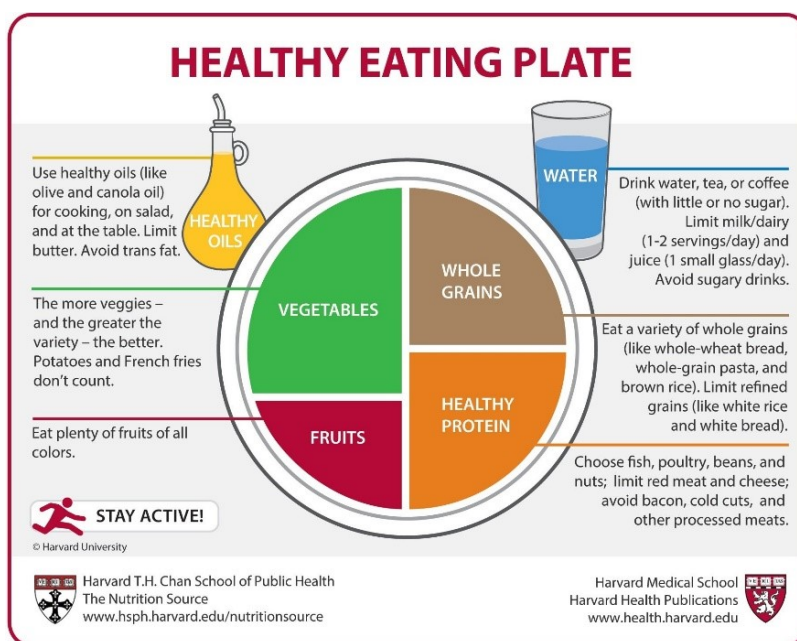 HEALTHY EATING PLATE
Use healthy oils (like
olive and canola oil)
for cooking, on salad,
and at the table. Limit
butter. Avoid trans fat.
HEALTHY
OILS
WATER
Drink water, tea, or coffee
(with little or no sugar).
Limit milk/dairy
(1-2 servings/day) and
juice (1 small glass/day).
Avoid sugary drinks.
The more veggies –
and the greater the
variety – the better.
Potatoes and French fries
don’t count.
VEGETABLES
WHOLE
GRAINS
Eat a variety of whole grains
(like whole-wheat bread,
whole-grain pasta, and
brown rice). Limit refined
grains (like white rice
and white bread).
Eat plenty of fruits of all
colors.
FRUITS
HEALTHY
PROTEIN
Choose fish, poultry, beans, and
nuts; limit red meat and cheese;
avoid bacon, cold cuts, and
other processed meats.
STAY ACTIVE!
© Harvard University
Harvard T.H. Chan School of Public Health
The Nutrition Source
www.hsph.harvard.edu/nutritionsource
Harvard Medical School
Harvard Health Publications
www.health.harvard.edu